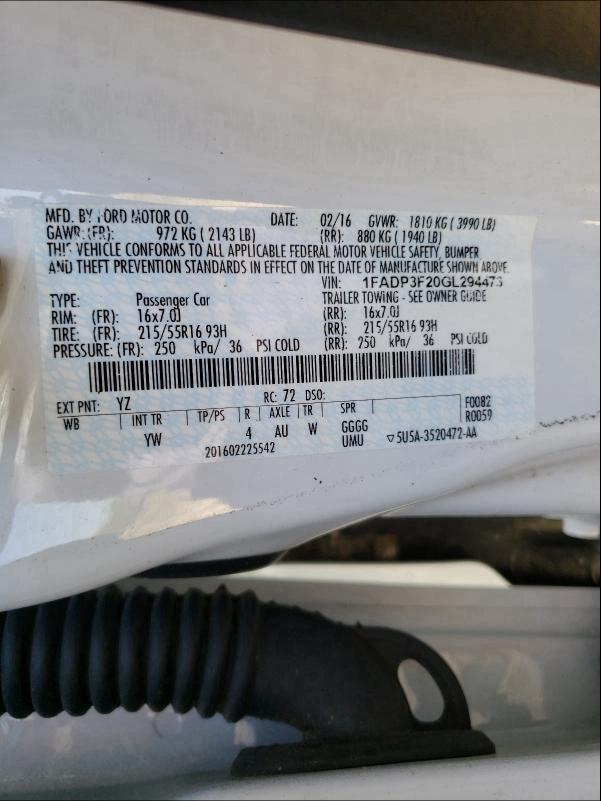 MFD. BY FORD MOTOR CO. DATE: 02/16 GVWR: 1810 KG ( 3990 LB)
GAWR:(FR): 972 KG ( 2143 LB) (RR): 880 KG ( 1940 LB)
THIS VEHICLE CONFORMS TO ALL APPLICABLE FEDERAL MOTOR VEHICLE SAFETY, BUMPER
AND THEFT PREVENTION STANDARDS IN EFFECT ON THE DATE OF MANUFACTURE SHOWN ABOVE.
VIN: 1FADP3F20GL294473
TYPE: Passenger Car TRAILER TOWING - SEE OWNER GUIDE
RIM: (FR): 16x7.0J (RR): 16x7.0J
TIRE: (FR): 215/55R16 93H (RR): 215/55R16 93H
PRESSURE: (FR): 250 kPa/ 36 PSI COLD (RR): 250 kPa/ 36 PSI COLD
EXT PNT: YZ RC: 72 DSO: F0082
WB INT TR TP/PS R AXLE TR SPR R0059
YW 4 AU W GGGG
201602225542 UMU ▽5U5A-3520472-AA